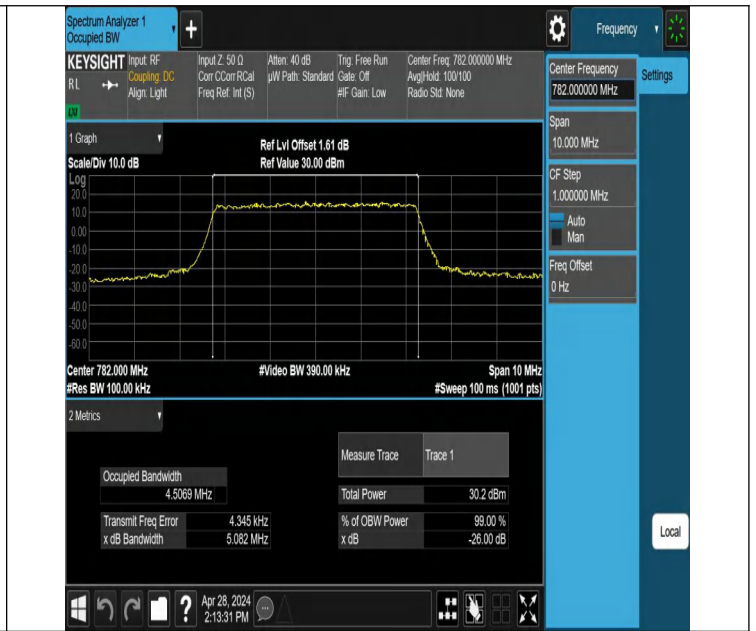 Spectrum Analyzer 1
Occupied BW
+
Frequency
KEYSIGHT
RL
LXI
Input: RF
Coupling: DC
Align: Light
Input Z: 50 Ω
Corr CCorr RCal
Freq Ref: Int (S)
Atten: 40 dB
µW Path: Standard
Trig: Free Run
Gate: Off
#IF Gain: Low
Center Freq: 782.000000 MHz
Avg|Hold: 100/100
Radio Std: None
Center Frequency
782.000000 MHz
Settings
Span
10.000 MHz
CF Step
1.000000 MHz
Auto
Man
Freq Offset
0 Hz
1 Graph
Scale/Div 10.0 dB
Ref Lvl Offset 1.61 dB
Ref Value 30.00 dBm
Log
20.0
10.0
0.00
-10.0
-20.0
-30.0
-40.0
-50.0
-60.0
Center 782.000 MHz
#Video BW 390.00 kHz
Span 10 MHz
#Res BW 100.00 kHz
#Sweep 100 ms (1001 pts)
2 Metrics
Measure Trace Trace 1
Occupied Bandwidth
4.5069 MHz
Total Power 30.2 dBm
Transmit Freq Error 4.345 kHz
% of OBW Power 99.00 %
x dB Bandwidth 5.082 MHz
x dB -26.00 dB
Local
?
Apr 28, 2024
2:13:31 PM